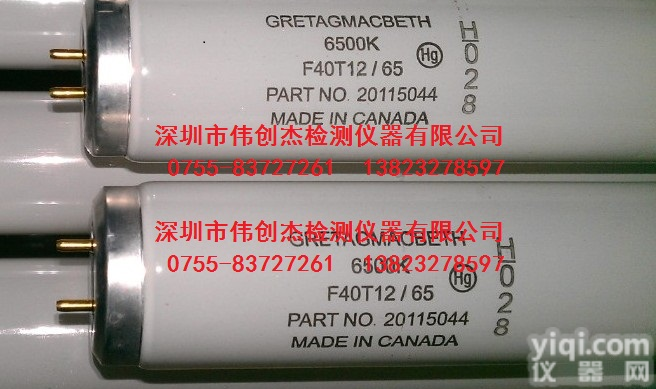 GRETAGMACBETH
6500K
Hg
F40T12 / 65
PART NO. 20115044
MADE IN CANADA
H028
深圳市伟创杰检测仪器有限公司
0755-83727261 13823278597
深圳市伟创杰检测仪器有限公司
GRETAGMACBETH
0755-83727261 13823278597
6500K
Hg
F40T12 / 65
PART NO. 20115044
MADE IN CANADA
H028
yiqi.com
仪器网